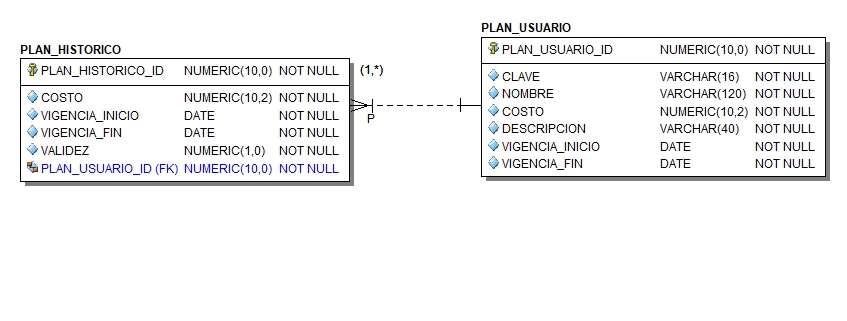 PLAN_HISTORICO
PLAN_HISTORICO_ID NUMERIC(10,0) NOT NULL
COSTO NUMERIC(10,2) NOT NULL
VIGENCIA_INICIO DATE NOT NULL
VIGENCIA_FIN DATE NOT NULL
VALIDEZ NUMERIC(1,0) NOT NULL
PLAN_USUARIO_ID (FK) NUMERIC(10,0) NOT NULL
(1,*)
P
PLAN_USUARIO
PLAN_USUARIO_ID NUMERIC(10,0) NOT NULL
CLAVE VARCHAR(16) NOT NULL
NOMBRE VARCHAR(120) NOT NULL
COSTO NUMERIC(10,2) NOT NULL
DESCRIPCION VARCHAR(40) NOT NULL
VIGENCIA_INICIO DATE NOT NULL
VIGENCIA_FIN DATE NOT NULL